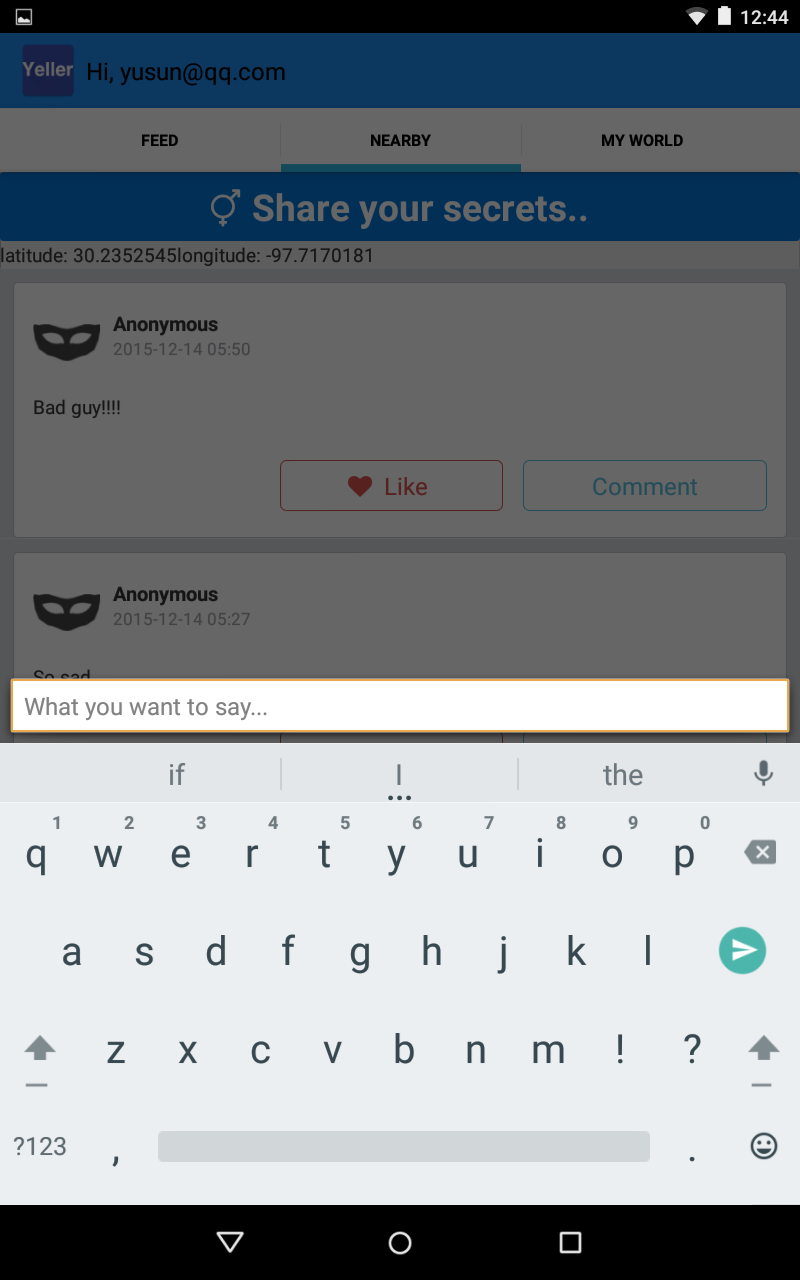 12:44
Yeller Hi, yusun@qq.com
FEED NEARBY MY WORLD
Share your secrets..
latitude: 30.2352545longitude: -97.7170181
Anonymous
2015-12-14 05:50
Bad guy!!!!
Like Comment
Anonymous
2015-12-14 05:27
So sad
What you want to say...
if I the
1 2 3 4 5 6 7 8 9 0
q w e r t y u i o p
a s d f g h j k l
z x c v b n m ! ?
?123 , .